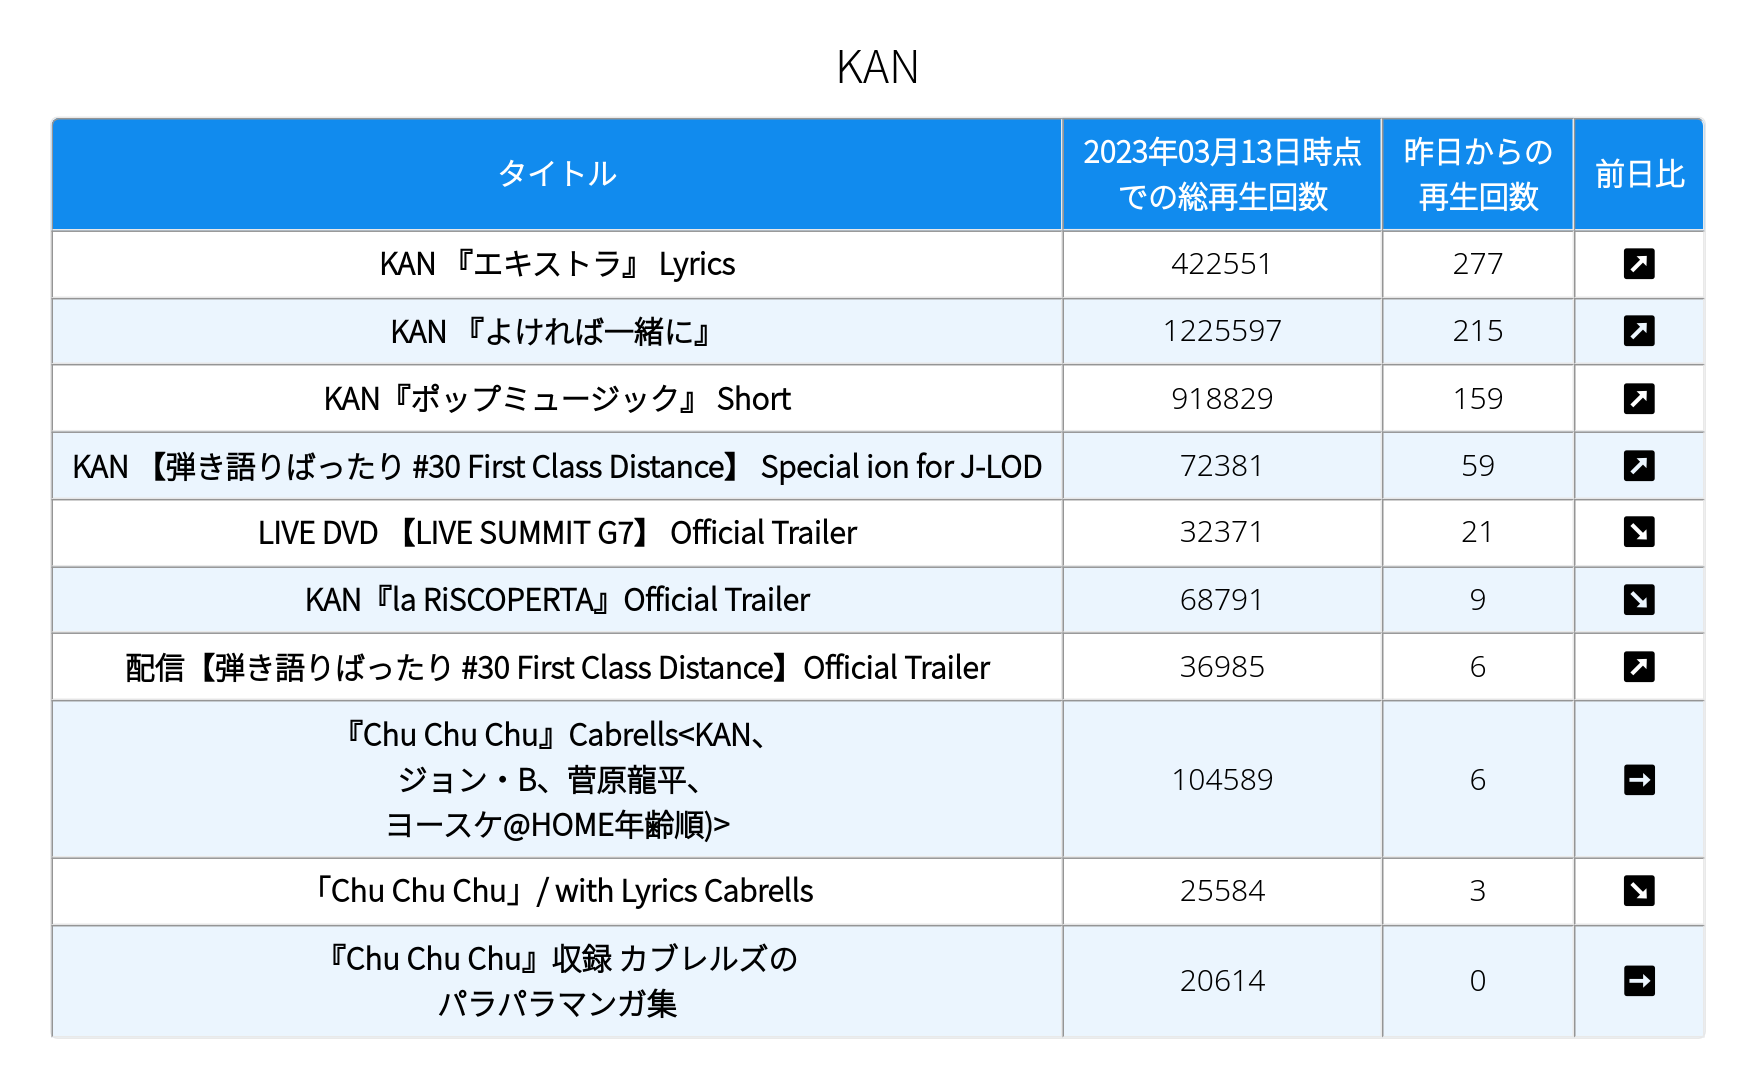 KAN
タイトル
2023年03月13日時点
での総再生回数
昨日からの
再生回数
前日比
KAN 『エキストラ』 Lyrics
422551
277
KAN 『よければ一緒に』
1225597
215
KAN『ポップミュージック』 Short
918829
159
KAN 【弾き語りばったり #30 First Class Distance】 Special ion for J-LOD
72381
59
LIVE DVD 【LIVE SUMMIT G7】 Official Trailer
32371
21
KAN『la RiSCOPERTA』Official Trailer
68791
9
配信【弾き語りばったり #30 First Class Distance】Official Trailer
36985
6
『Chu Chu Chu』Cabrells<KAN、
ジョン・B、菅原龍平、
ヨースケ@HOME年齢順)>
104589
6
「Chu Chu Chu」/ with Lyrics Cabrells
25584
3
『Chu Chu Chu』収録 カブレルズの
パラパラマンガ集
20614
0